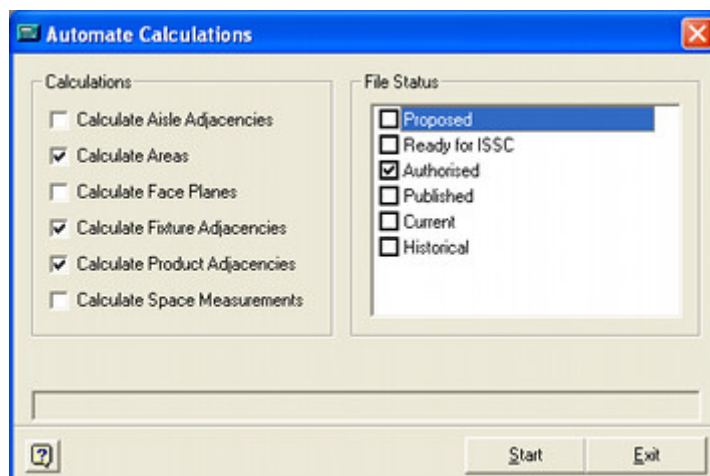 Automate Calculations
Calculations
Calculate Aisle Adjacencies
Calculate Areas
Calculate Face Planes
Calculate Fixture Adjacencies
Calculate Product Adjacencies
Calculate Space Measurements
File Status
Proposed
Ready for ISSC
Authorised
Published
Current
Historical
Start
Exit